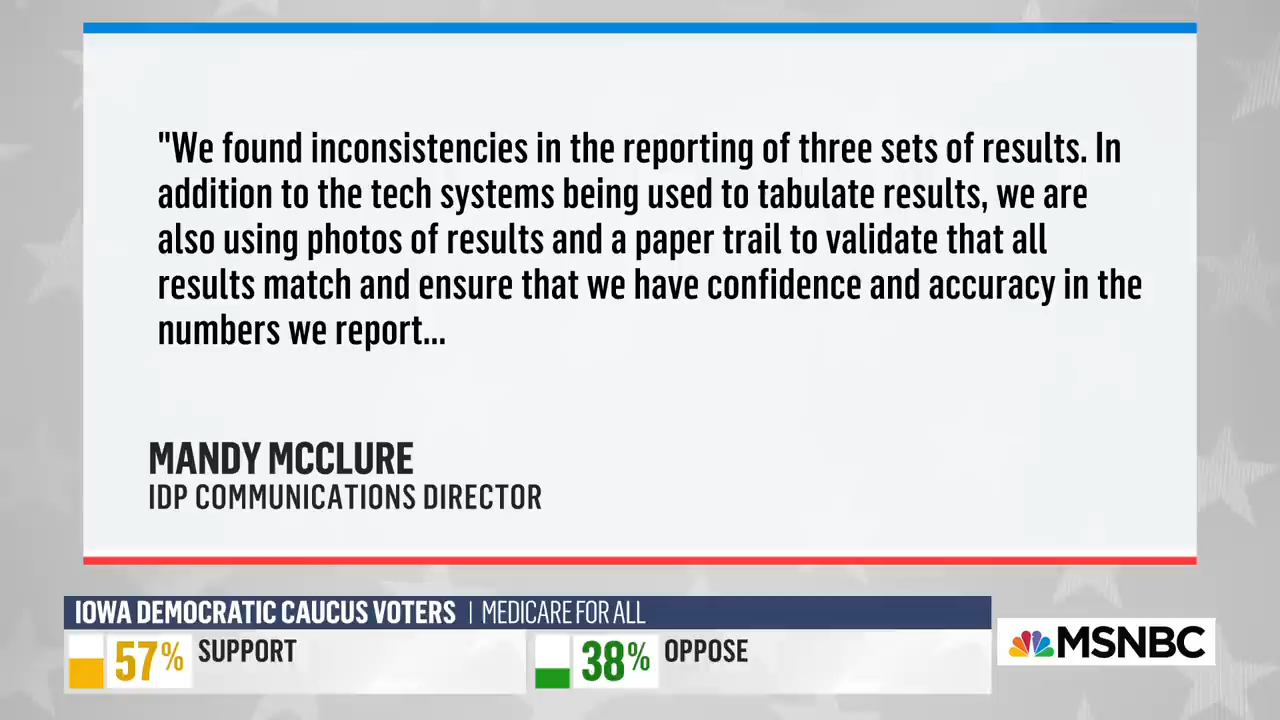 "We found inconsistencies in the reporting of three sets of results. In
addition to the tech systems being used to tabulate results, we are
also using photos of results and a paper trail to validate that all
results match and ensure that we have confidence and accuracy in the
numbers we report...
MANDY MCCLURE
IDP COMMUNICATIONS DIRECTOR
IOWA DEMOCRATIC CAUCUS VOTERS | MEDICARE FOR ALL
57% SUPPORT 38% OPPOSE
MSNBC